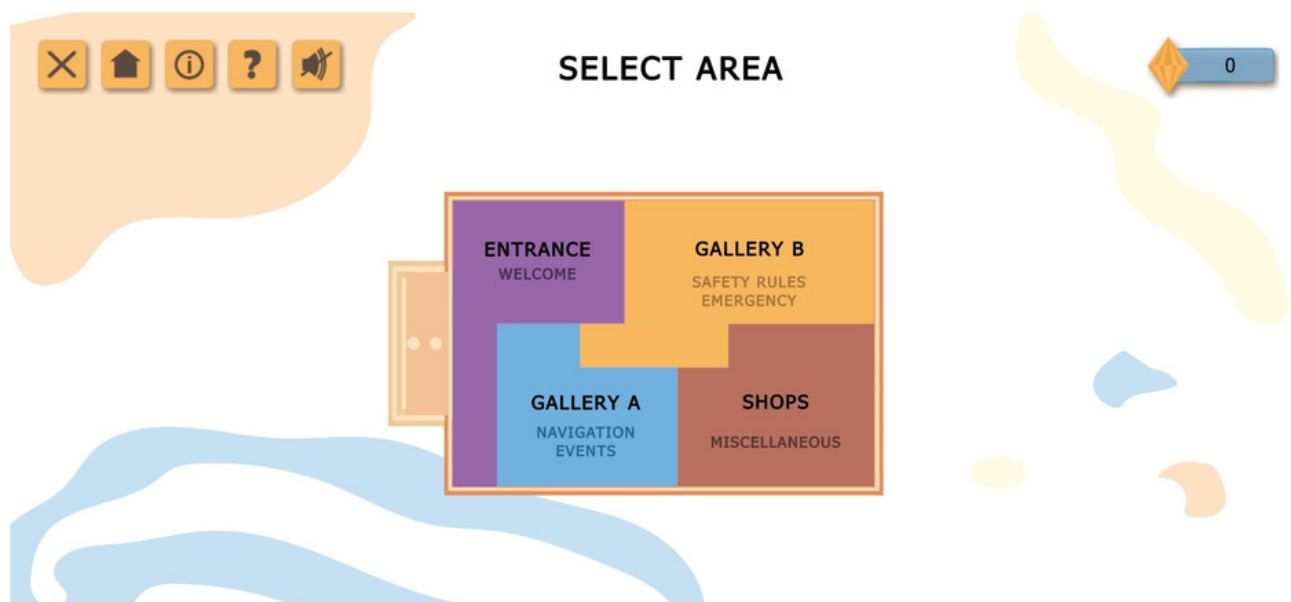 SELECT AREA
0
ENTRANCE
WELCOME
GALLERY B
SAFETY RULES
EMERGENCY
GALLERY A
NAVIGATION
EVENTS
SHOPS
MISCELLANEOUS